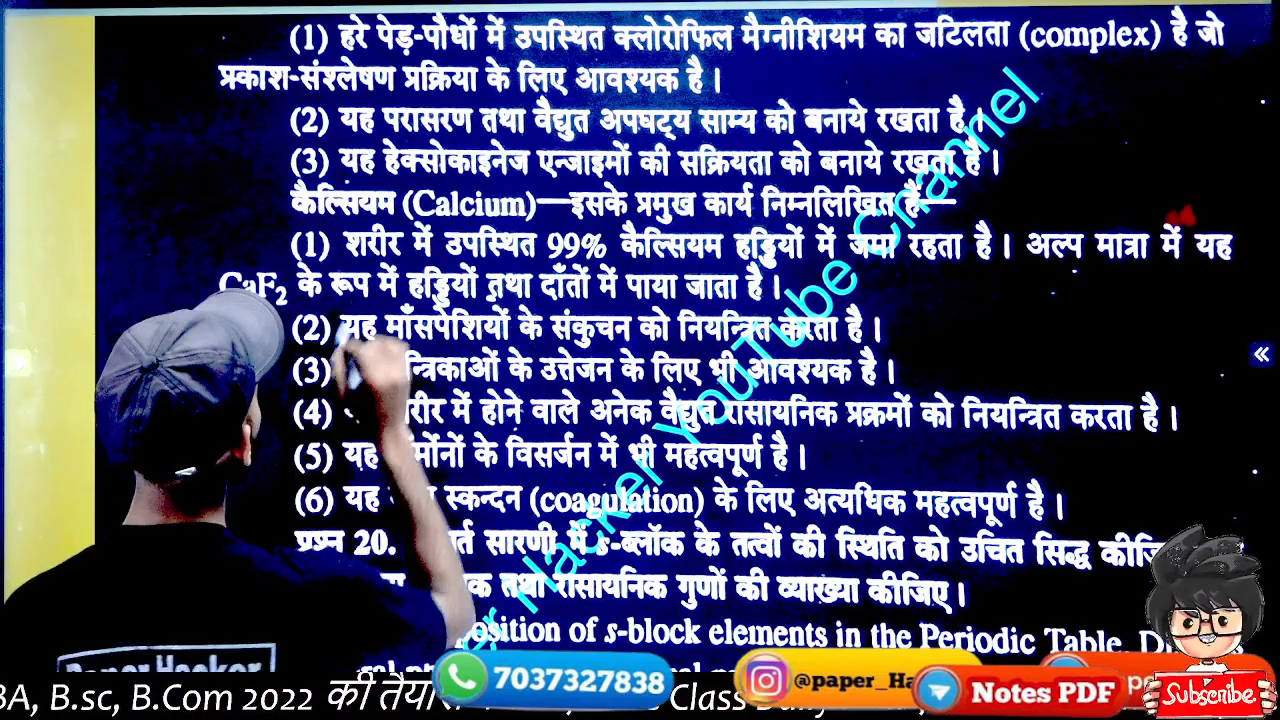 (1) हरे पेड़-पौधों में उपस्थित क्लोरोफिल मैग्नीशियम का जटिलता (complex) है जो
प्रकाश-संश्लेषण प्रक्रिया के लिए आवश्यक है।
(2) यह परासरण तथा वैद्युत अपघट्य साम्य को बनाये रखता है।
(3) यह हेक्सोकाइनेज एन्जाइमों की सक्रियता को बनाये रखता है।
कैल्सियम (Calcium)—इसके प्रमुख कार्य निम्नलिखित हैं—
(1) शरीर में उपस्थित 99% कैल्सियम हड्डियों में जमा रहता है। अल्प मात्रा में यह
CaF₂ के रूप में हड्डियों तथा दाँतों में पाया जाता है।
(2) यह माँसपेशियों के संकुचन को नियन्त्रित करता है।
(3) के उत्तेजन के लिए भी आवश्यक है।
(4) में होने वाले अनेक वैद्युत रासायनिक प्रक्रमों को नियन्त्रित करता है।
(5) यह के विसर्जन में भी महत्वपूर्ण है।
(6) यह स्कन्दन (coagulation) के लिए अत्यधिक महत्वपूर्ण है।
प्रश्न 20. सारणी में s-ब्लॉक के तत्वों की स्थिति को उचित सिद्ध
तथा रासायनिक गुणों की व्याख्या कीजिए।
position of s-block elements in the Periodic Table.
Hacker YouTube Channel
Paper Hacker
7037327838
@paper_Ha
Notes PDF
Subscribe
BA, B.sc, B.Com 2022 की Class